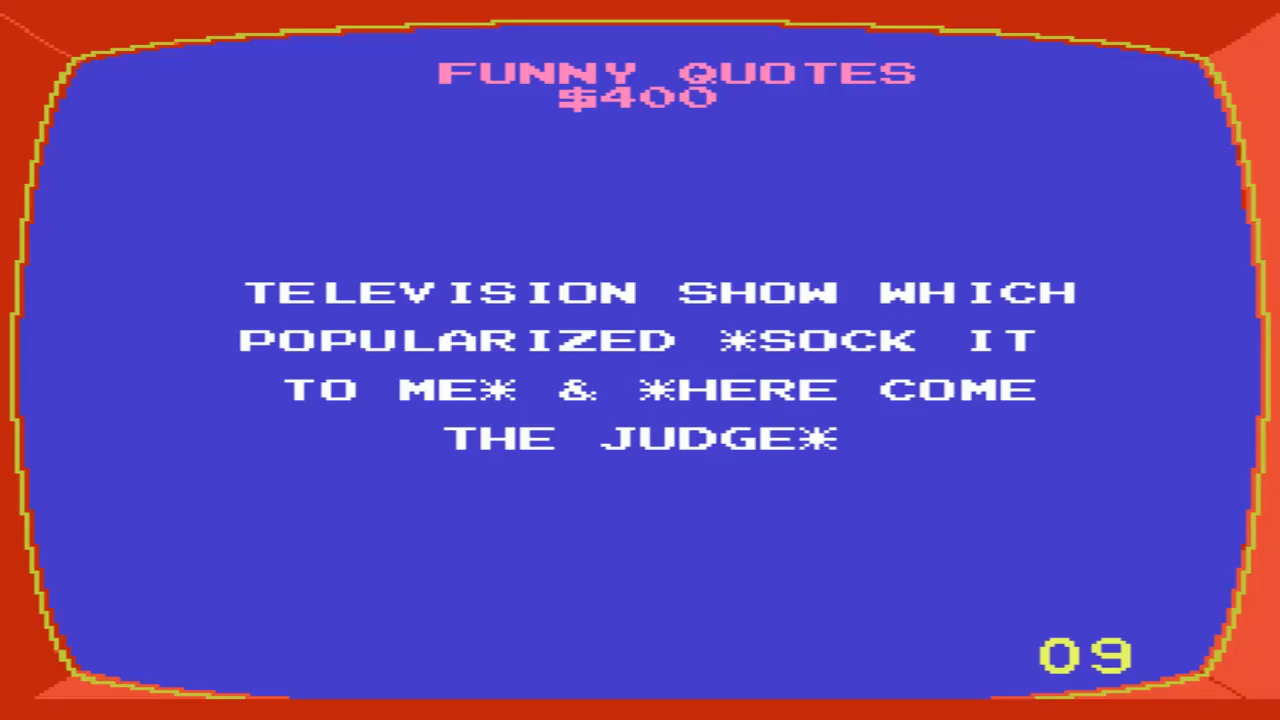 FUNNY QUOTES
$400
TELEVISION SHOW WHICH
POPULARIZED *SOCK IT
TO ME* & *HERE COME
THE JUDGE*
09